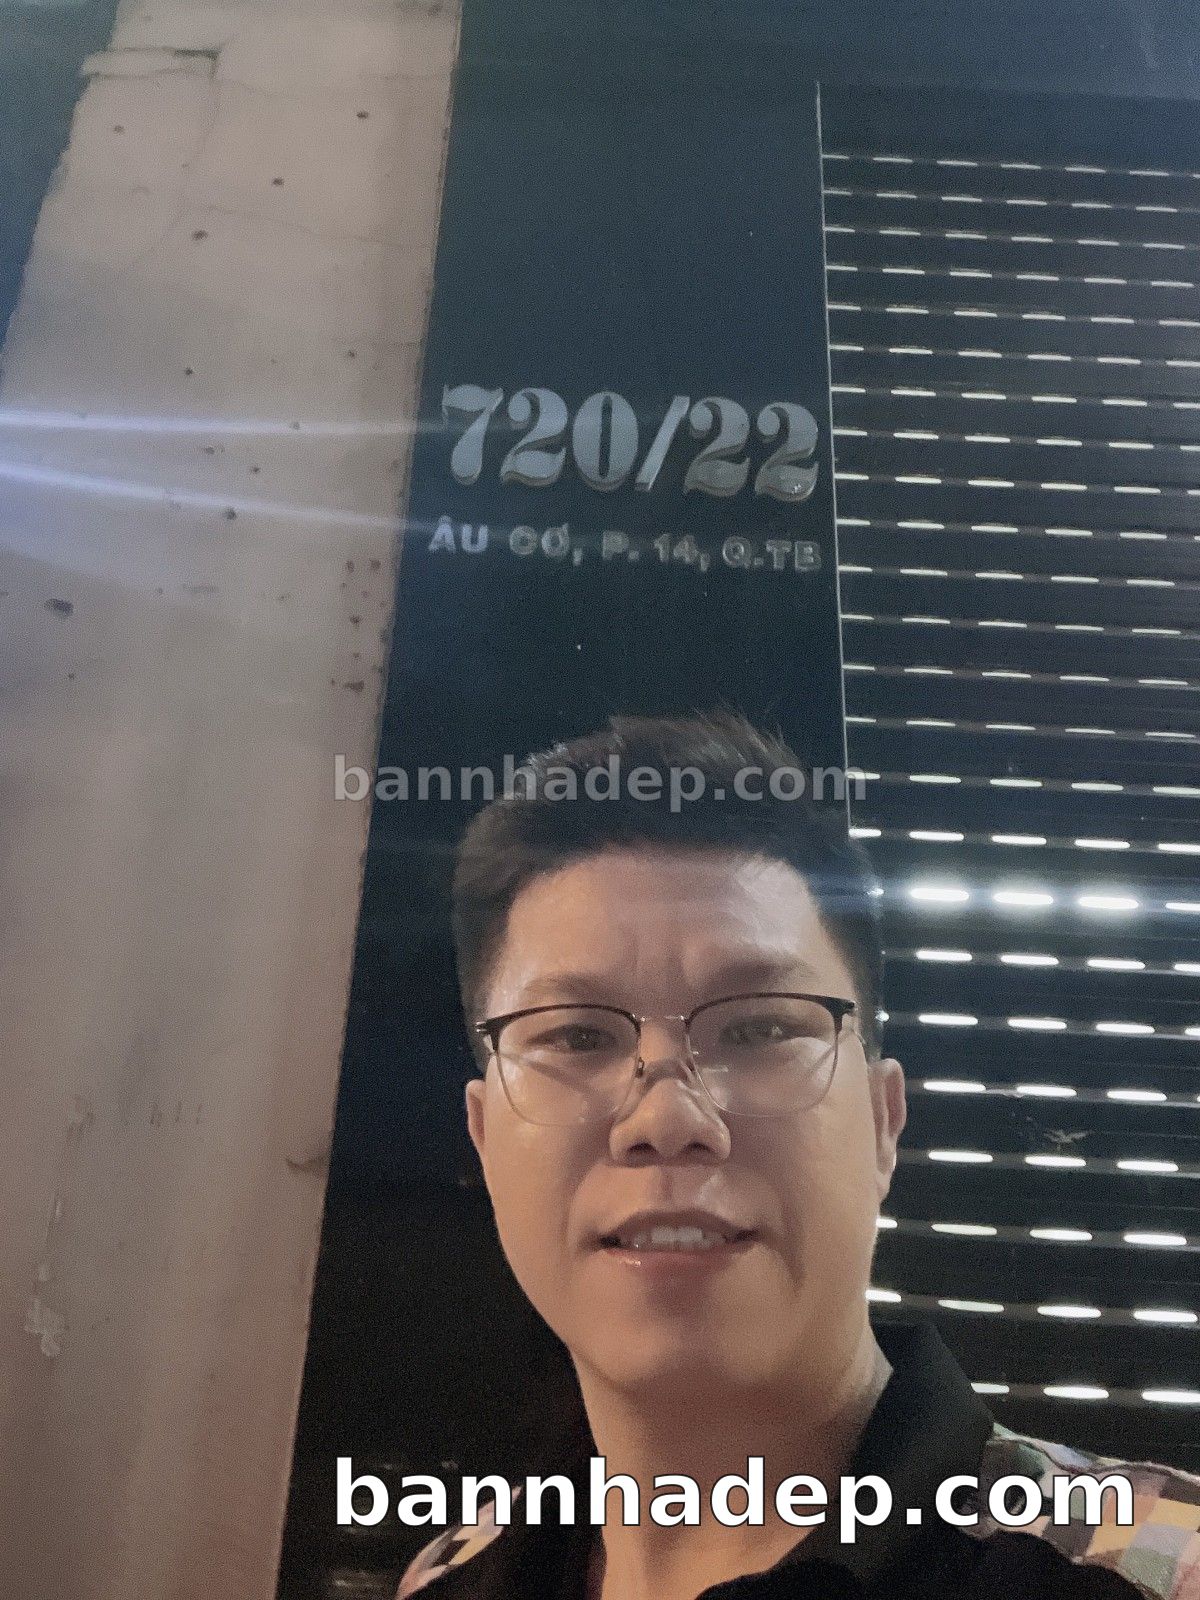 720/22
ÂU CƠ, P. 14, Q.TB
bannhadep.com
bannhadep.com